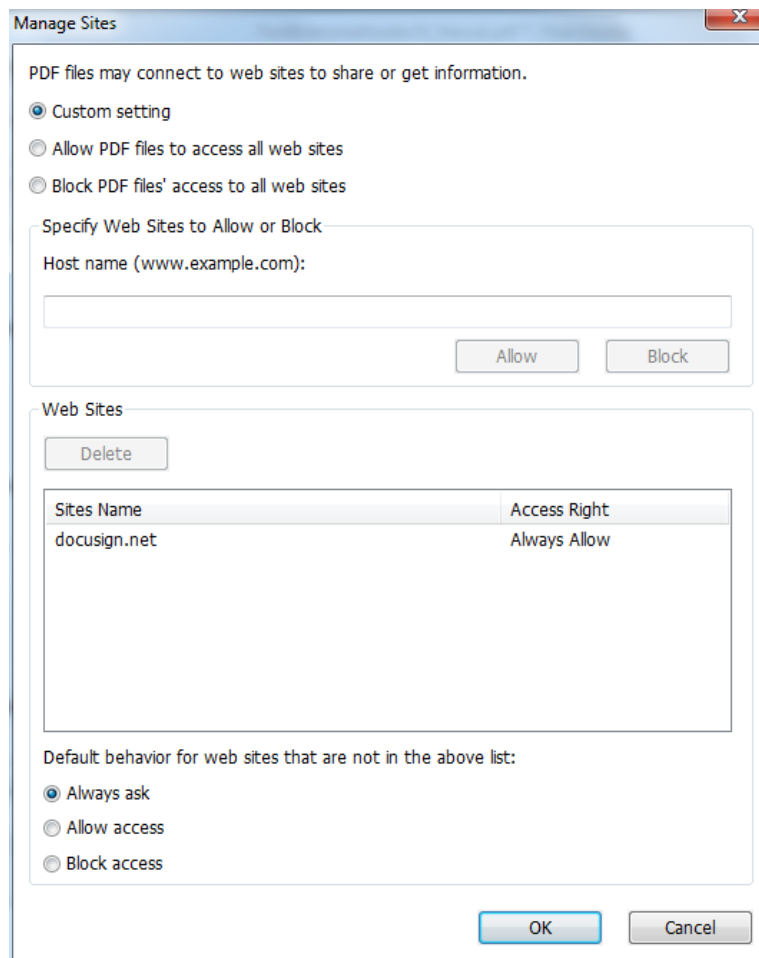 Manage Sites
PDF files may connect to web sites to share or get information.
Custom setting
Allow PDF files to access all web sites
Block PDF files' access to all web sites
Specify Web Sites to Allow or Block
Host name (www.example.com):
Allow Block
Web Sites
Delete
Sites Name Access Right
docusign.net Always Allow
Default behavior for web sites that are not in the above list:
Always ask
Allow access
Block access
OK Cancel